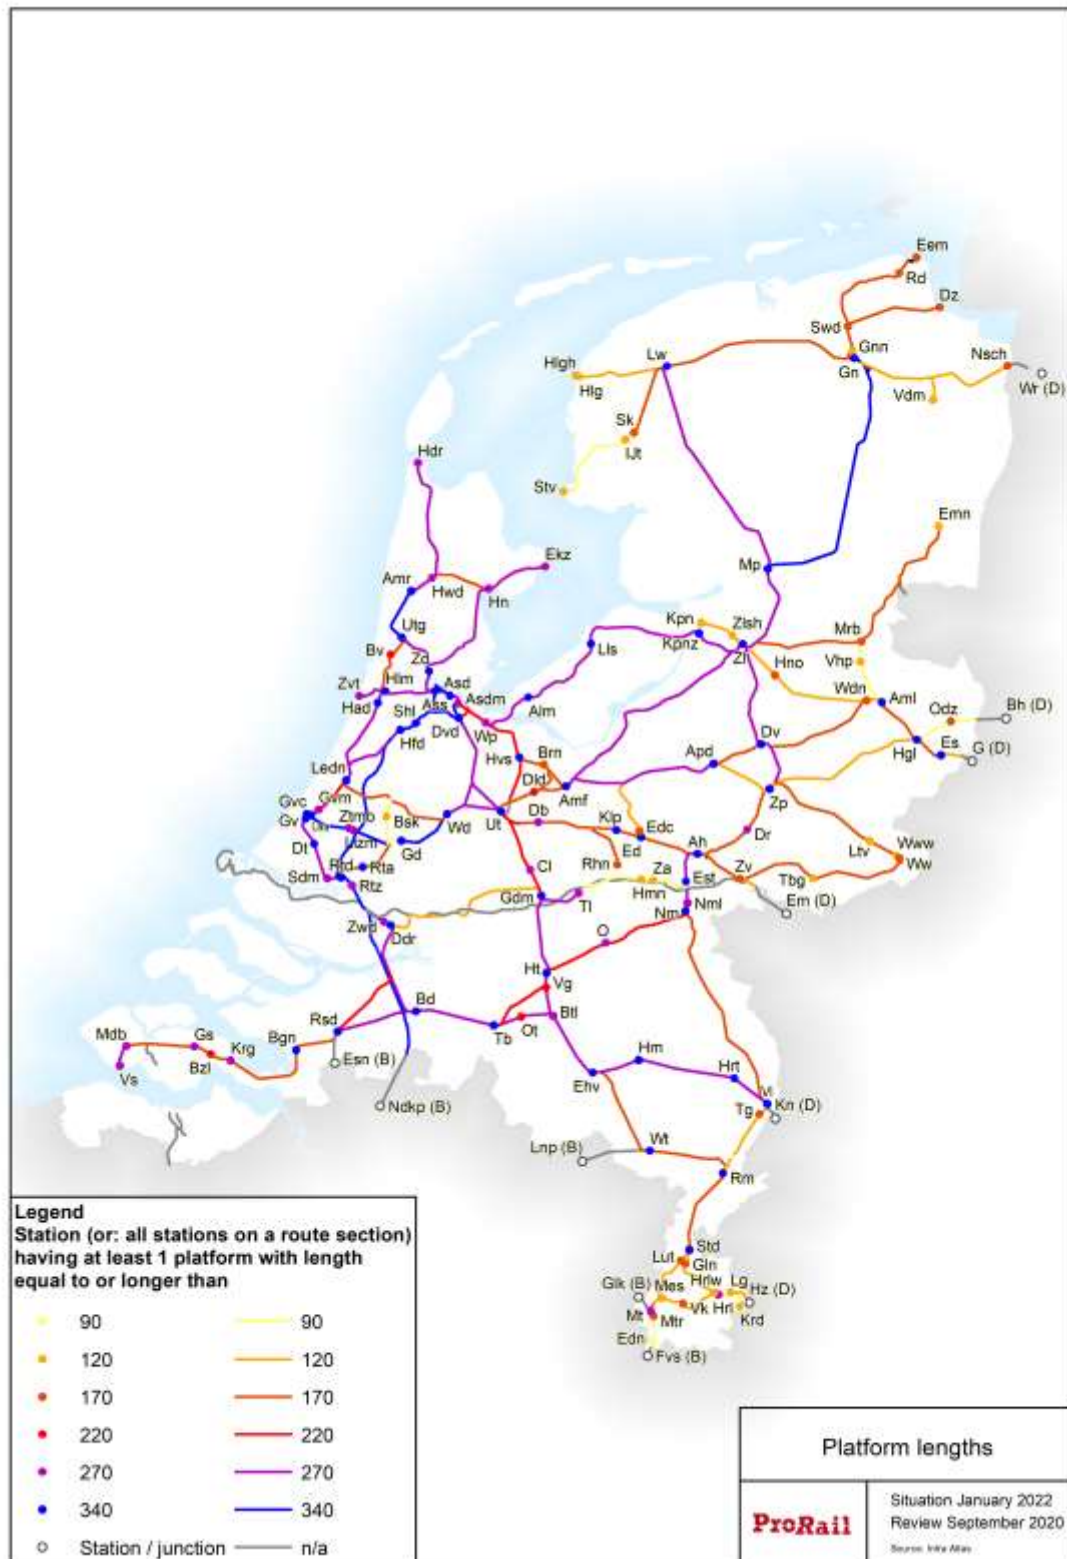 Eem
Rd
Dz
Swd
Gnn
Nsch
Hlgh
Lw
Gn
Wr (D)
Hlg
Vdm
Sk
IJt
Hdr
Stv
Emn
Ekz
Mp
Amr
Hwd
Hn
Kpn
Zlsh
Utg
Mrb
Lls
Kpnz
Zl
Bv
Zd
Vhp
Hno
Zvt
Hlm
Asd
Wdn
Aml
Asdm
Ass
Had
Shl
Alm
Odz
Bh (D)
Dvd
Wp
Hfd
Dv
Es
G (D)
Hvs
Brn
Apd
Hgl
Ledn
Dld
Amf
Gvm
Zp
Gvc
Ztmo
Bsk
Wd
Ut
Db
Klp
Edc
Gv
Dr
Ltv
Www
Dt
Gd
Ed
Ah
Ww
Rtd
Rta
Rhn
Zv
Cl
Za
Est
Tbg
Sdm
Rtz
Gdm
Tl
Hmn
Nml
Em (D)
Nm
Zwd
Ddr
O
Ht
Vg
Bd
Btl
Rsd
Tb
Ot
Mdb
Gs
Bgn
Hm
Krg
Hrt
Bzl
Esn (B)
Vs
Ehv
Vl
Kn (D)
Ndkp (B)
Tg
Lnp (B)
Wt
Rm
Std
Lut
Gln
Glk (B)
Mes
Hrlw
Lg
Hz (D)
Mt
Mtr
Vk
Hrl
Krd
Edn
Fvs (B)
Legend
Station (or: all stations on a route section)
having at least 1 platform with length
equal to or longer than
90 90
120 120
170 170
220 220
270 270
340 340
Station / junction n/a
Platform lengths
ProRail
Situation January 2022
Review September 2020
Source: Infra Atlas